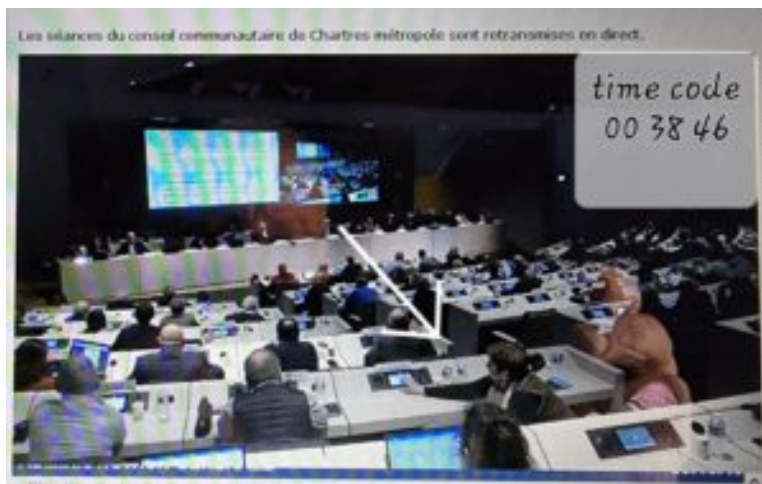 Les séances du conseil communautaire de Chartres métropole sont retransmises en direct.
time code
00 38 46